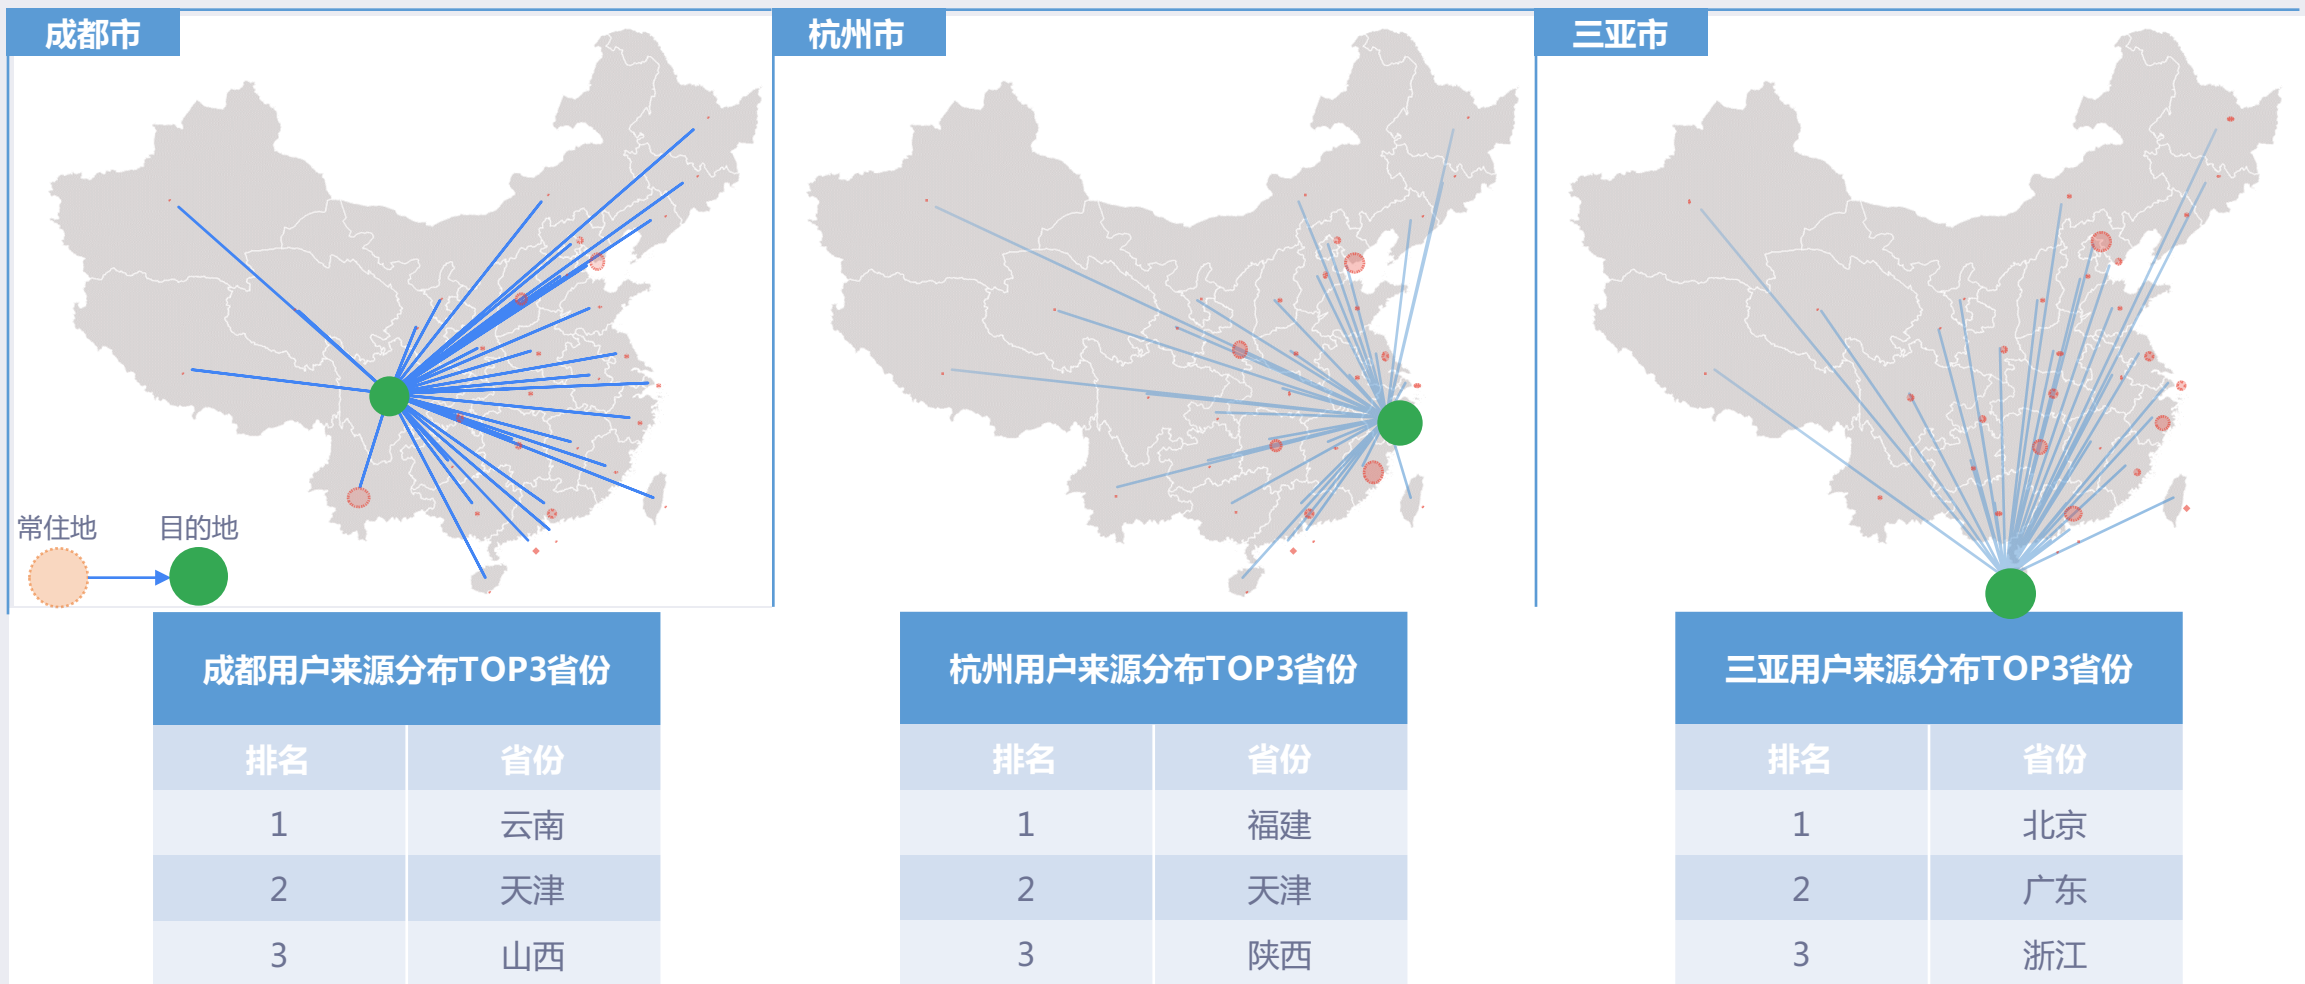 成都市
杭州市
三亚市
常住地
目的地
成都用户来源分布TOP3省份
排名 省份
1 云南
2 天津
3 山西
杭州用户来源分布TOP3省份
排名 省份
1 福建
2 天津
3 陕西
三亚用户来源分布TOP3省份
排名 省份
1 北京
2 广东
3 浙江